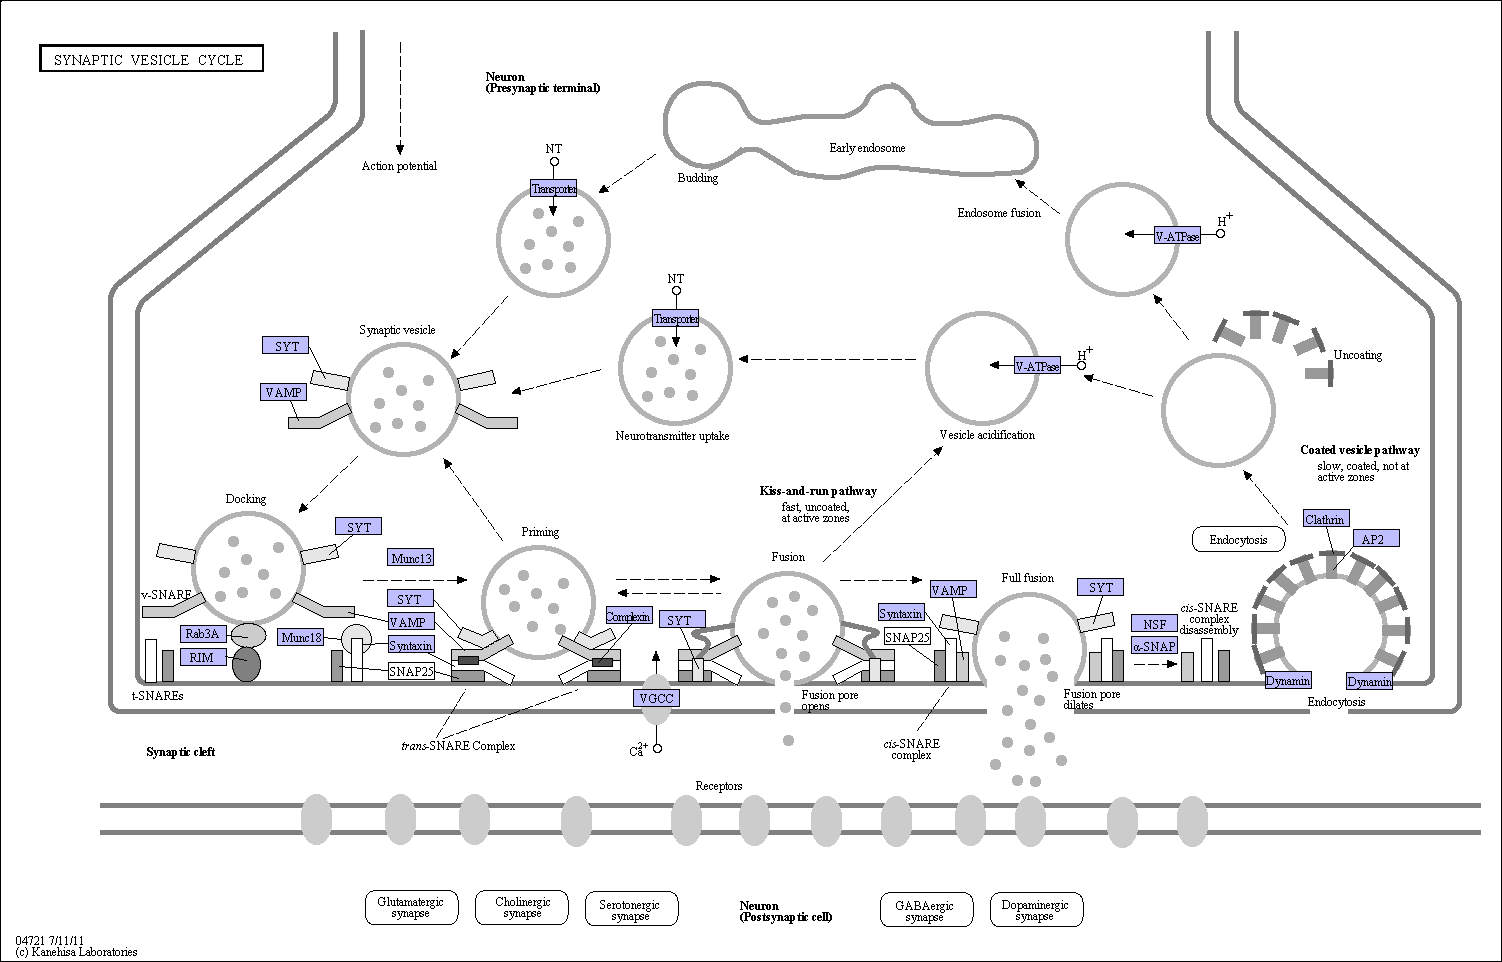 SYNAPTIC VESICLE CYCLE
Neuron
(Presynaptic terminal)
Action potential
NT
Transporter
Budding
Early endosome
Endosome fusion
H+
V-ATPase
NT
Transporter
Neurotransmitter uptake
Synaptic vesicle
SYT
VAMP
H+
V-ATPase
Vesicle acidification
Uncoating
Coated vesicle pathway
slow, coated, not at
active zones
Kiss-and-run pathway
fast, uncoated,
at active zones
Docking
SYT
v-SNARE
Rab3A
RIM
t-SNAREs
Munc18
Munc13
SYT
VAMP
Syntaxin
SNAP25
Priming
Complexin
trans-SNARE Complex
SYT
VGCC
Ca2+
Fusion
Fusion pore
opens
VAMP
Syntaxin
SNAP25
cis-SNARE
complex
Full fusion
SYT
Fusion pore
dilates
NSF
α-SNAP
cis-SNARE
complex
disassembly
Endocytosis
Clathrin
AP2
Dynamin
Dynamin
Endocytosis
Synaptic cleft
Receptors
Glutamatergic
synapse
Cholinergic
synapse
Serotonergic
synapse
Neuron
(Postsynaptic cell)
GABAergic
synapse
Dopaminergic
synapse
04721 7/11/11
(c) Kanehisa Laboratories